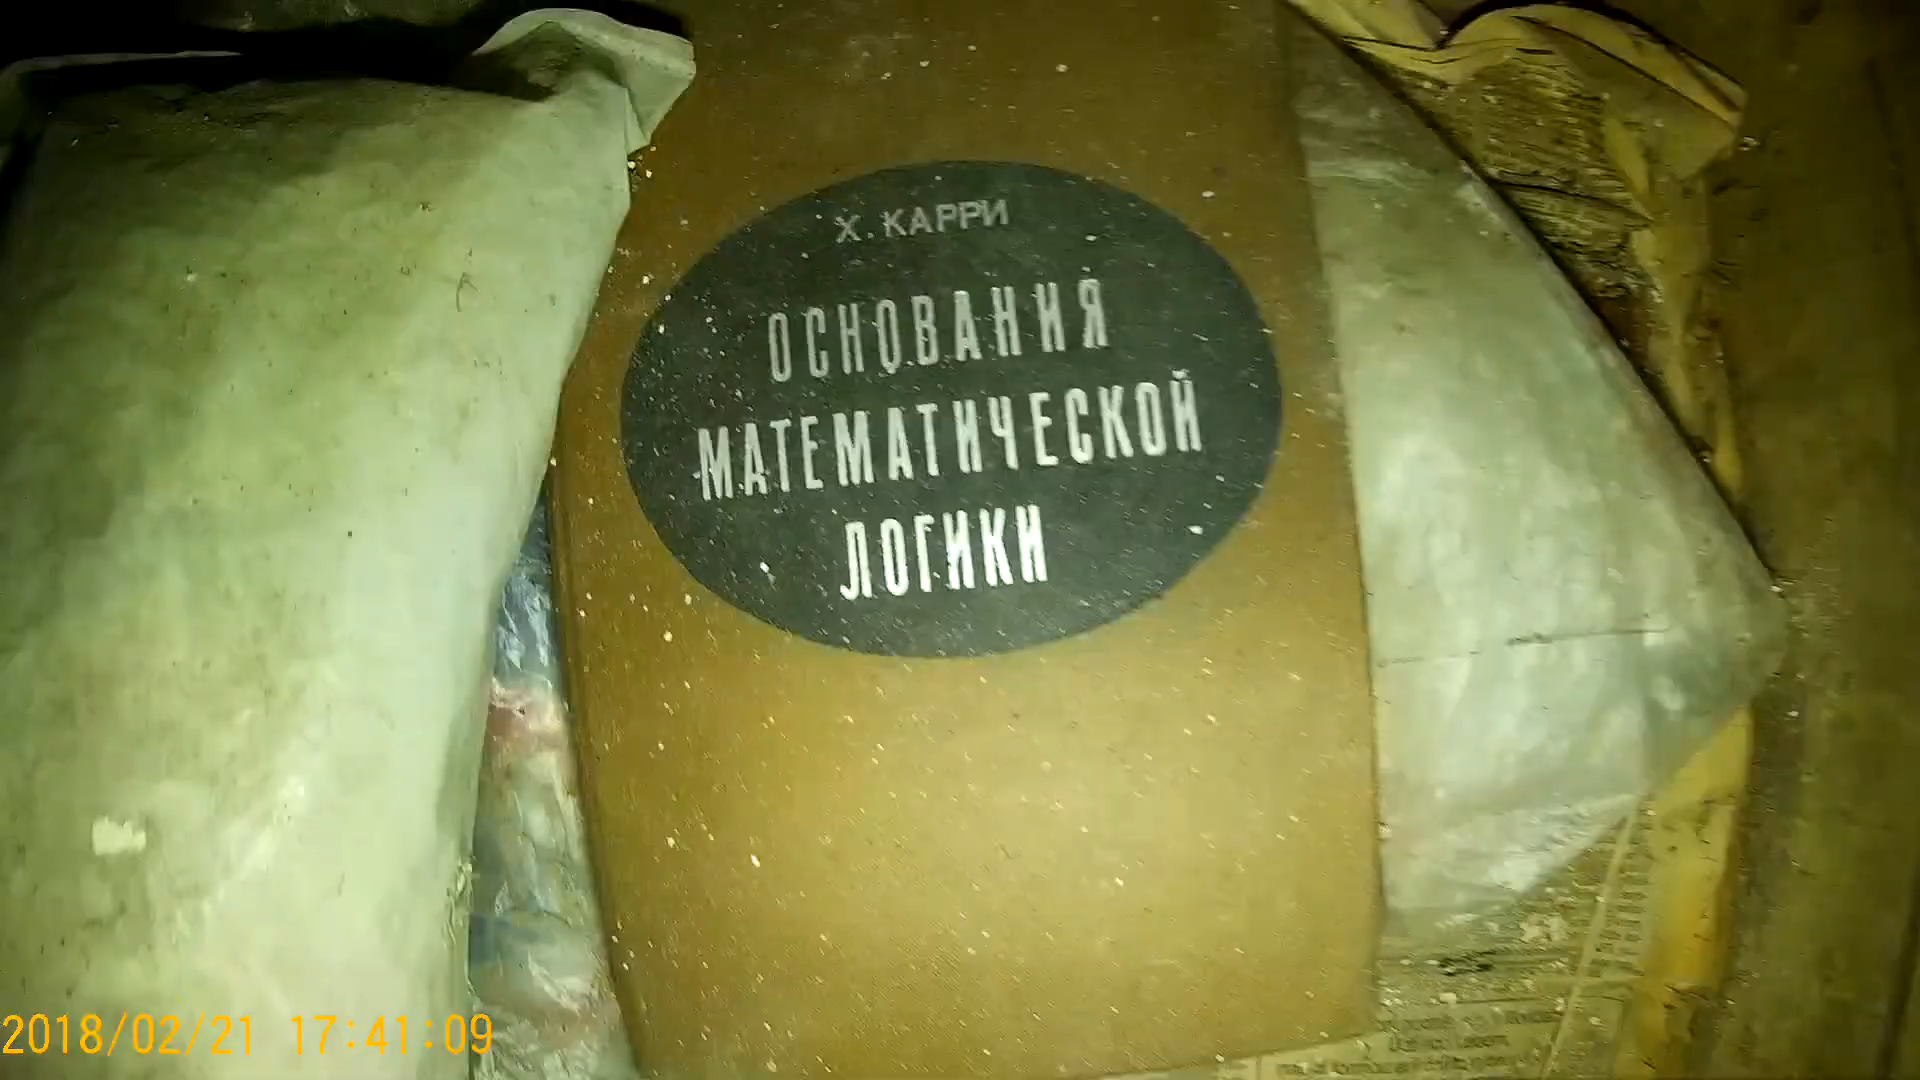 Х. КАРРИ
ОСНОВАНИЯ
МАТЕМАТИЧЕСКОЙ
ЛОГИКИ
2018/02/21 17:41:09